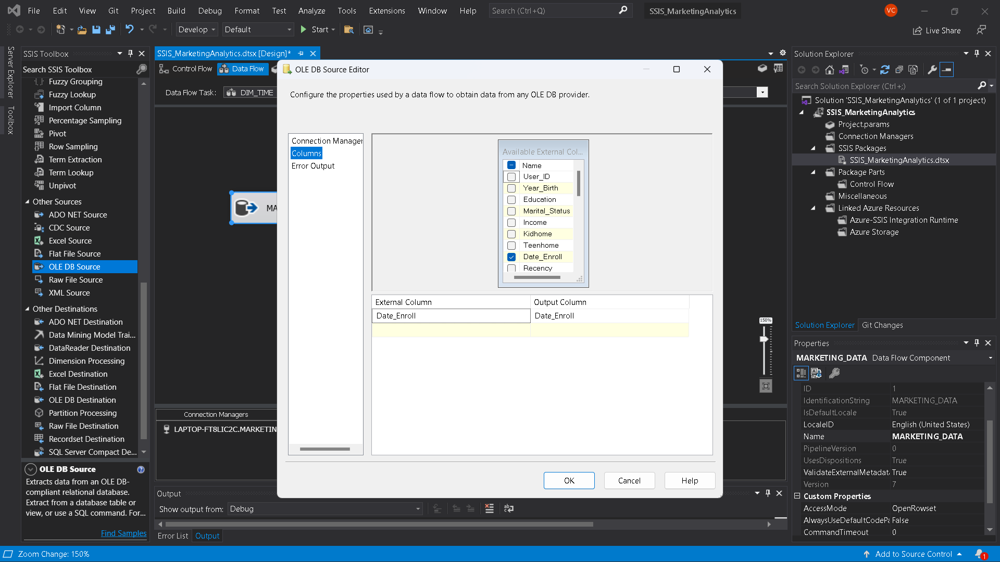 File Edit View Git Project Build Debug Format Test Analyze Tools Extensions Window Help Search (Ctrl+Q) SSIS_MarketingAnalytics VC
Develop Default Start Live Share
Server Explorer
Toolbox
SSIS Toolbox
Search SSIS Toolbox
Fuzzy Grouping
Fuzzy Lookup
Import Column
Percentage Sampling
Pivot
Row Sampling
Term Extraction
Term Lookup
Unpivot
Other Sources
ADO NET Source
CDC Source
Excel Source
Flat File Source
OLE DB Source
Raw File Source
XML Source
Other Destinations
ADO NET Destination
Data Mining Model Trai...
DataReader Destination
Dimension Processing
Excel Destination
Flat File Destination
OLE DB Destination
Partition Processing
Raw File Destination
Recordset Destination
SQL Server Compact De...
OLE DB Source
Extracts data from an OLE DB-
compliant relational database.
Extract from a database table or
view, or use a SQL command. For...
Find Samples
SSIS_MarketingAnalytics.dtsx [Design]*
Control Flow Data Flow
Data Flow Task: DIM_TIME
MA
Connection Managers
LAPTOP-FT8LIC2C.MARKETIN
150%
OLE DB Source Editor
Configure the properties used by a data flow to obtain data from any OLE DB provider.
Connection Manager
Columns
Error Output
Available External Col...
Name
User_ID
Year_Birth
Education
Marital_Status
Income
Kidhome
Teenhome
Date_Enroll
Recency
External Column Output Column
Date_Enroll Date_Enroll
OK Cancel Help
Output
Show output from: Debug
Error List Output
Solution Explorer
Search Solution Explorer (Ctrl+;)
Solution 'SSIS_MarketingAnalytics' (1 of 1 project)
SSIS_MarketingAnalytics
Project.params
Connection Managers
SSIS Packages
SSIS_MarketingAnalytics.dtsx
Package Parts
Control Flow
Miscellaneous
Linked Azure Resources
Azure-SSIS Integration Runtime
Azure Storage
Solution Explorer Git Changes
Properties
MARKETING_DATA Data Flow Component
ID 1
IdentificationString MARKETING_DATA
IsDefaultLocale True
LocaleID English (United States)
Name MARKETING_DATA
PipelineVersion 0
UsesDispositions True
ValidateExternalMetadat True
Version 7
Custom Properties
AccessMode OpenRowset
AlwaysUseDefaultCodePa False
CommandTimeout 0
Zoom Change: 150% Add to Source Control 1